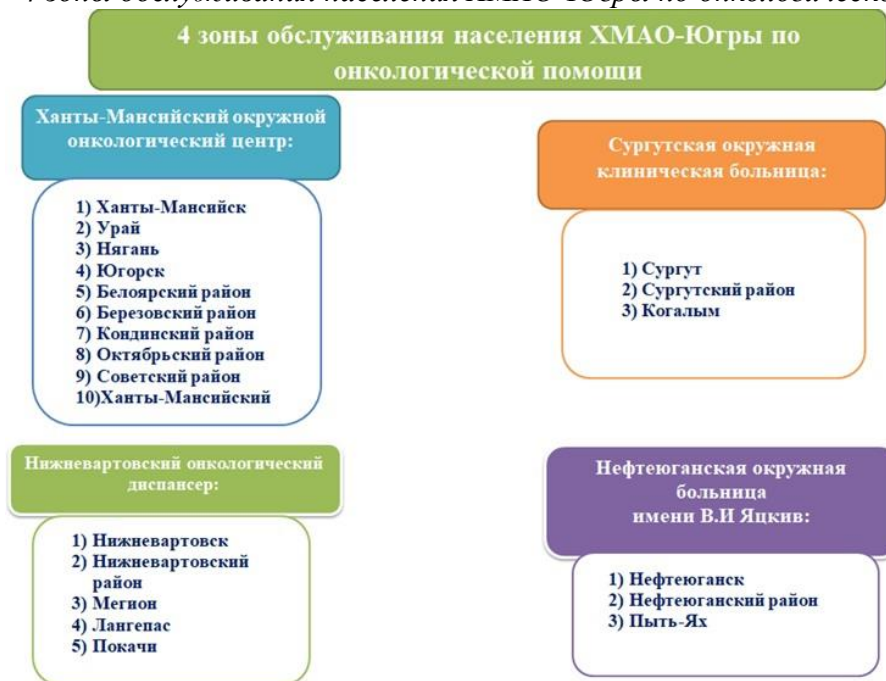 4 зоны обслуживания населения ХМАО-Югры по
онкологической помощи
Ханты-Мансийский окружной
онкологический центр:
1) Ханты-Мансийск
2) Урай
3) Нягань
4) Югорск
5) Белоярский район
6) Березовский район
7) Кондинский район
8) Октябрьский район
9) Советский район
10)Ханты-Мансийский
Сургутская окружная
клиническая больница:
1) Сургут
2) Сургутский район
3) Когалым
Нижневартовский онкологический
диспансер:
1) Нижневартовск
2) Нижневартовский
район
3) Мегион
4) Лангепас
5) Покачи
Нефтеюганская окружная
больница
имени В.И Яцкив:
1) Нефтеюганск
2) Нефтеюганский район
3) Пыть-Ях